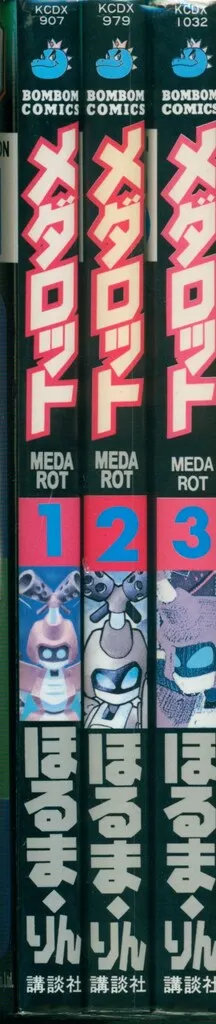 KCDX
907
BOMBOM
COMICS
メダロット
MEDA
ROT
1
ほるま・りん
講談社
KCDX
979
BOMBOM
COMICS
メダロット
MEDA
ROT
2
ほるま・りん
講談社
KCDX
1032
BOMBOM
COMICS
メダロット
MEDA
ROT
3
ほるま・りん
講談社